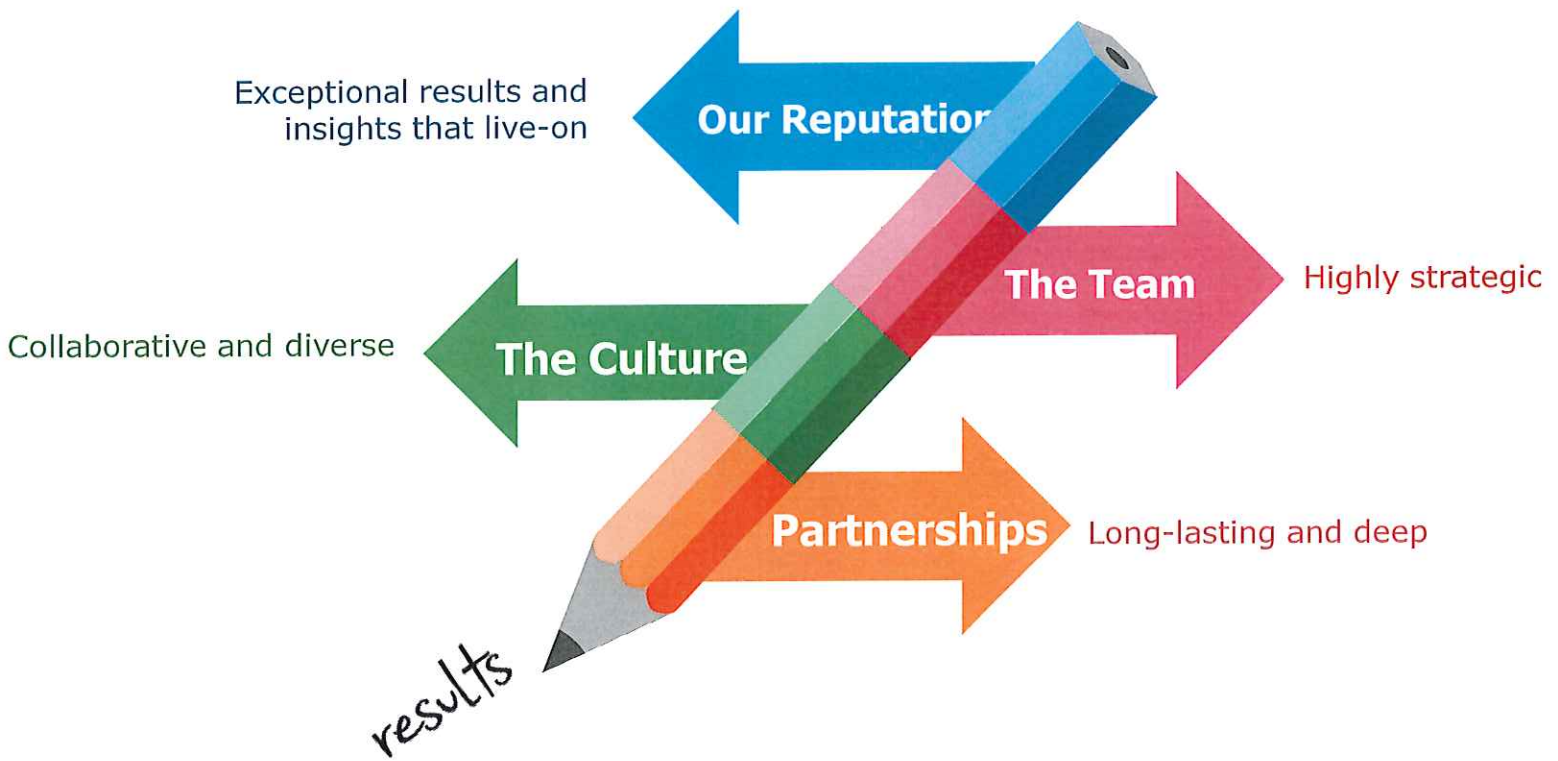 Exceptional results and
insights that live-on
Our Reputation
The Team
Highly strategic
Collaborative and diverse
The Culture
Partnerships
Long-lasting and deep
results